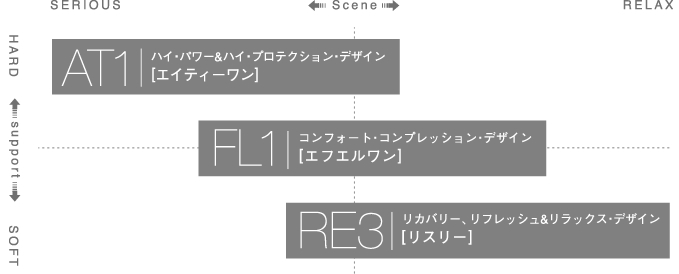 SERIOUS
Scene
RELAX
HARD
support
SOFT
AT1
ハイ・パワー&ハイ・プロテクション・デザイン
[エイティーワン]
FL1
コンフォート・コンプレッション・デザイン
[エフエルワン]
RE3
リカバリー、リフレッシュ&リラックス・デザイン
[リスリー]